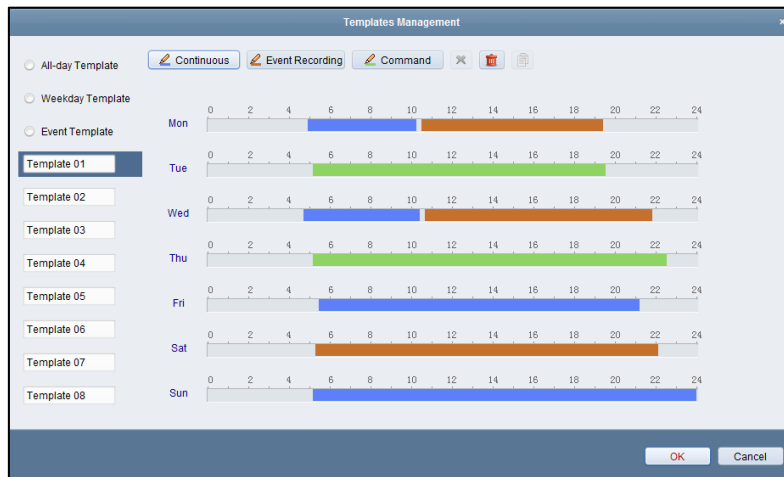 Templates Management
All-day Template
Weekday Template
Event Template
Template 01
Template 02
Template 03
Template 04
Template 05
Template 06
Template 07
Template 08
Continuous Event Recording Command
0 2 4 6 8 10 12 14 16 18 20 22 24
Mon
0 2 4 6 8 10 12 14 16 18 20 22 24
Tue
0 2 4 6 8 10 12 14 16 18 20 22 24
Wed
0 2 4 6 8 10 12 14 16 18 20 22 24
Thu
0 2 4 6 8 10 12 14 16 18 20 22 24
Fri
0 2 4 6 8 10 12 14 16 18 20 22 24
Sat
0 2 4 6 8 10 12 14 16 18 20 22 24
Sun
OK Cancel